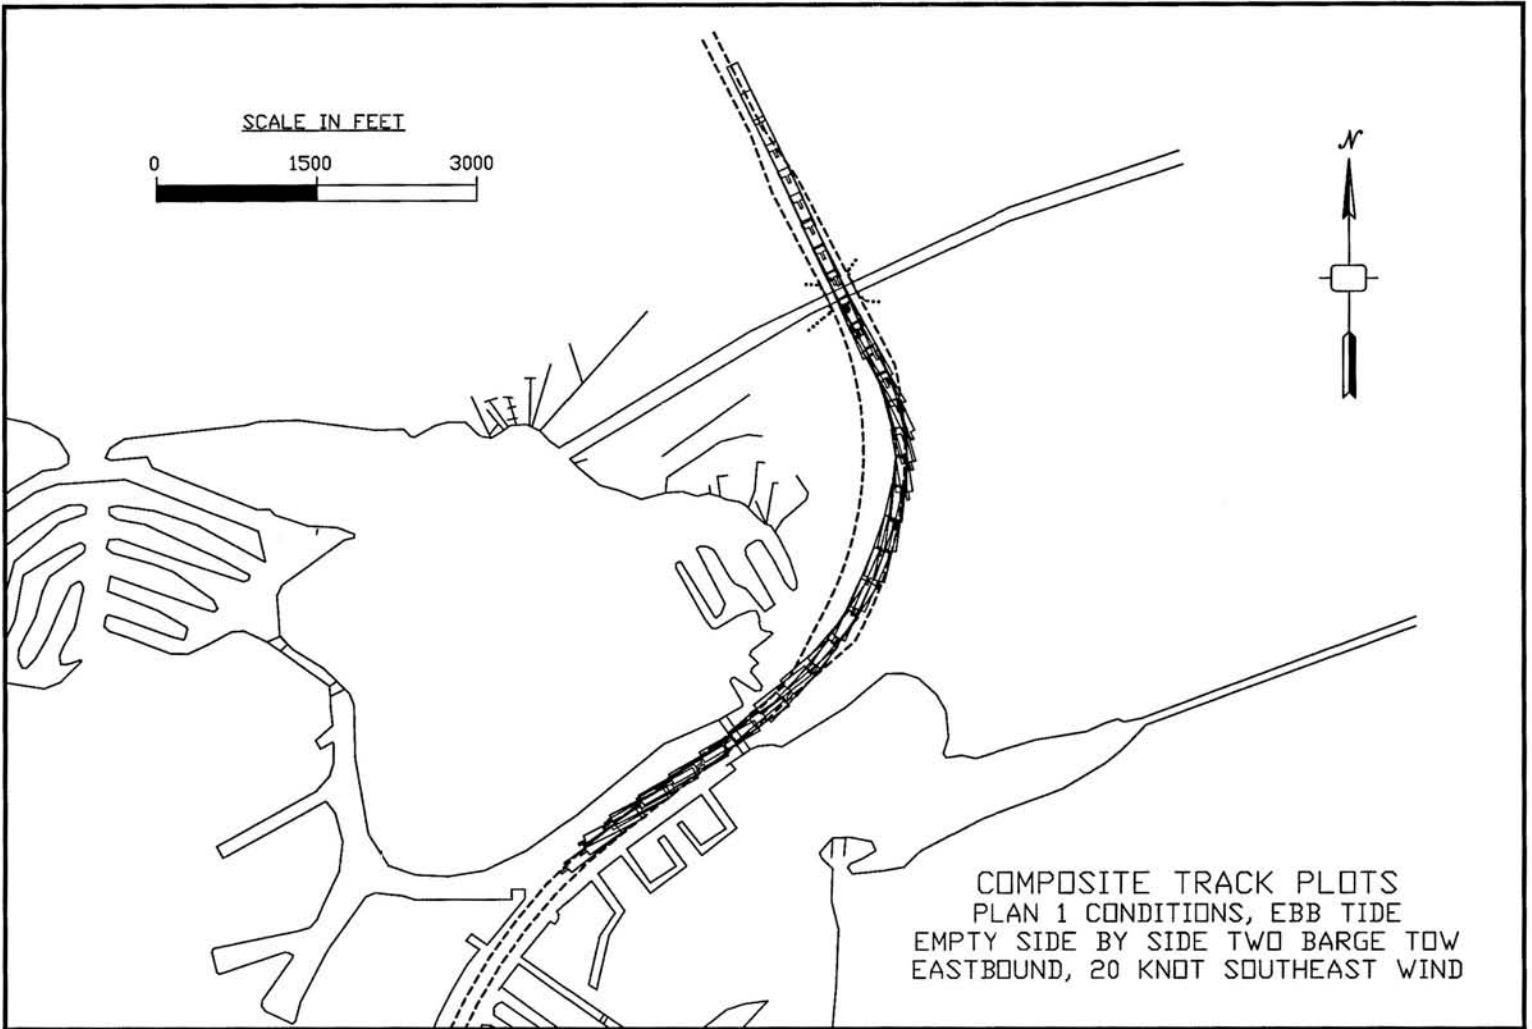 SCALE IN FEET
0 1500 3000
N
COMPOSITE TRACK PLOTS
PLAN 1 CONDITIONS, EBB TIDE
EMPTY SIDE BY SIDE TWO BARGE TOW
EASTBOUND, 20 KNOT SOUTHEAST WIND